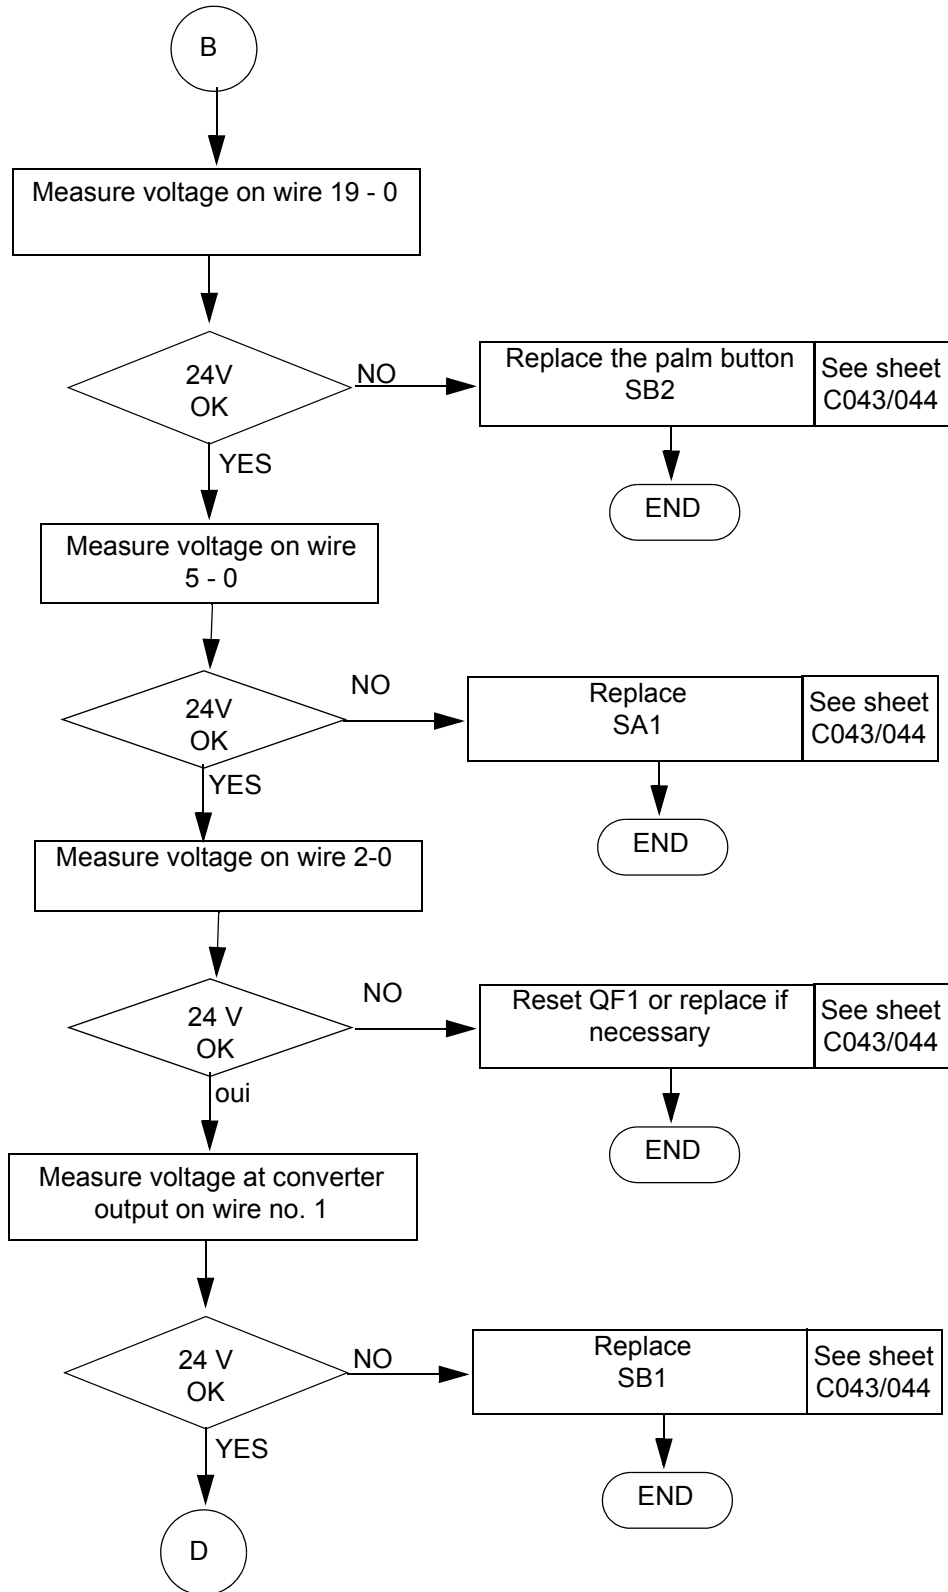 B
Measure voltage on wire 19 - 0
24V
OK
NO
Replace the palm button
SB2
See sheet
C043/044
YES
END
Measure voltage on wire
5 - 0
24V
OK
NO
Replace
SA1
See sheet
C043/044
YES
END
Measure voltage on wire 2-0
24 V
OK
NO
Reset QF1 or replace if
necessary
See sheet
C043/044
oui
END
Measure voltage at converter
output on wire no. 1
24 V
OK
NO
Replace
SB1
See sheet
C043/044
YES
END
D